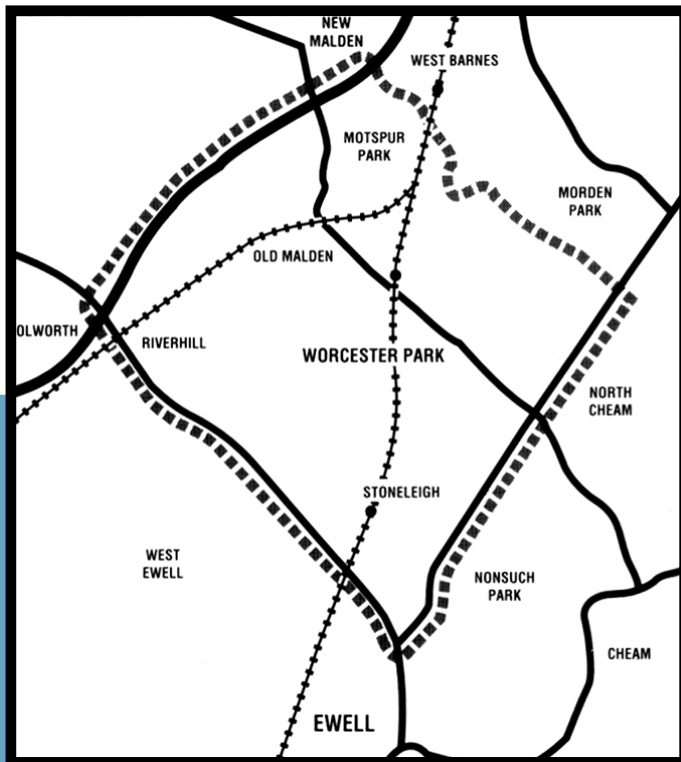 NEW
MALDEN
WEST BARNES
MOTSPUR
PARK
MORDEN
PARK
OLD MALDEN
OLWORTH
RIVERHILL
WORCESTER PARK
NORTH
CHEAM
STONELEIGH
WEST
EWELL
NONSUCH
PARK
CHEAM
EWELL